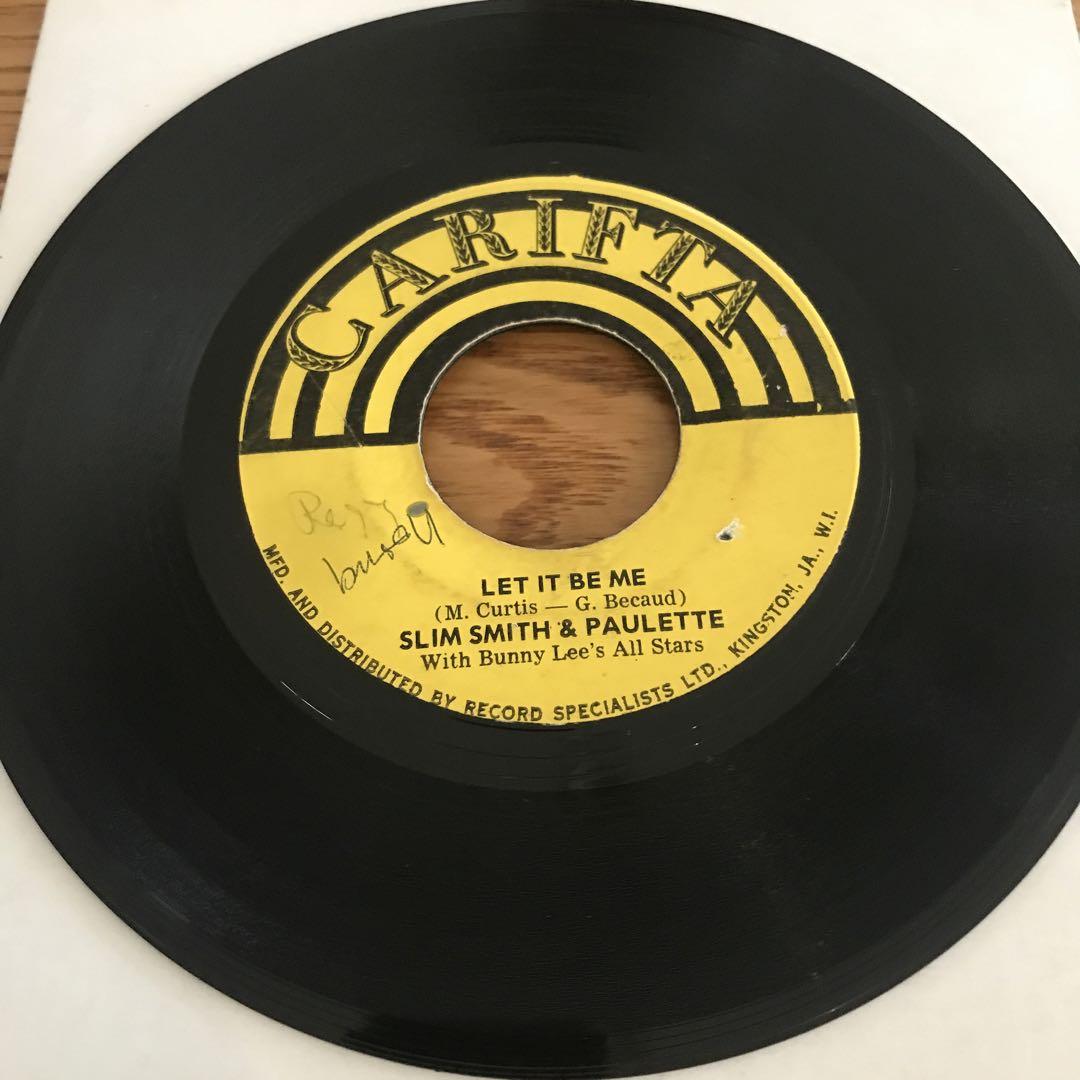 CARIFTA
LET IT BE ME
(M. Curtis — G. Becaud)
SLIM SMITH & PAULETTE
With Bunny Lee's All Stars
MFD. AND DISTRIBUTED BY RECORD SPECIALISTS LTD., KINGSTON, JA., W.I.